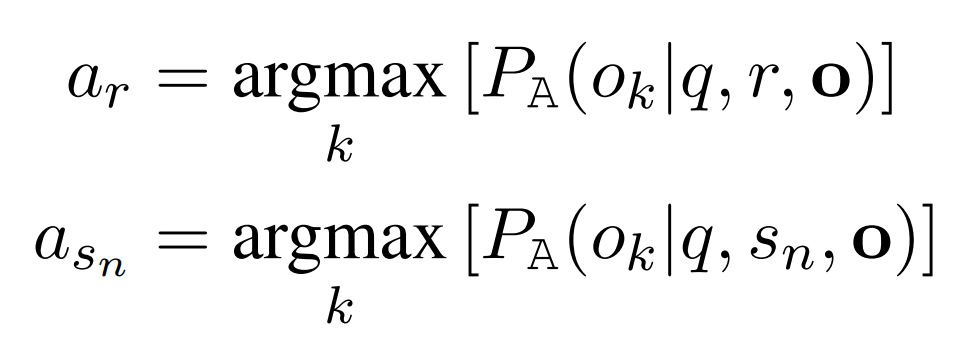 a_r = argmax_k [P_A(o_k|q, r, **o**)]
a_{s_n} = argmax_k [P_A(o_k|q, s_n, **o**)]